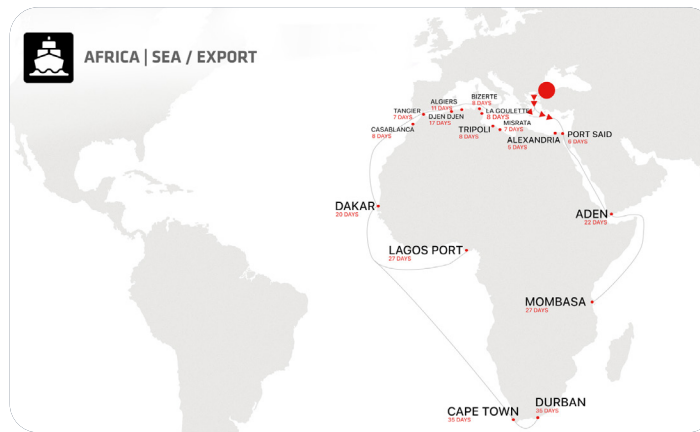 AFRICA | SEA / EXPORT
BIZERTE
8 DAYS
ALGIERS
11 DAYS
TANGIER
7 DAYS
DJEN DJEN
17 DAYS
LA GOULETTE
8 DAYS
CASABLANCA
8 DAYS
TRIPOLI
8 DAYS
MISRATA
7 DAYS
ALEXANDRIA
5 DAYS
PORT SAID
6 DAYS
DAKAR
20 DAYS
ADEN
22 DAYS
LAGOS PORT
27 DAYS
MOMBASA
27 DAYS
CAPE TOWN
35 DAYS
DURBAN
35 DAYS